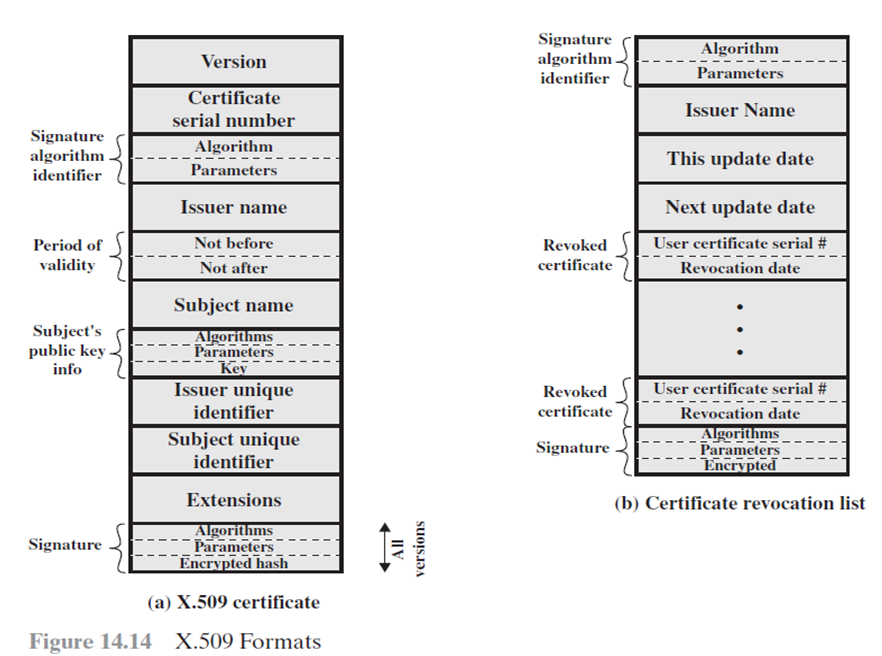 Version
Certificate
serial number
Signature
algorithm
identifier
Algorithm
Parameters
Issuer name
Period of
validity
Not before
Not after
Subject name
Subject's
public key
info
Algorithms
Parameters
Key
Issuer unique
identifier
Subject unique
identifier
Extensions
Signature
Algorithms
Parameters
Encrypted hash
All
versions
(a) X.509 certificate
Signature
algorithm
identifier
Algorithm
Parameters
Issuer Name
This update date
Next update date
Revoked
certificate
User certificate serial #
Revocation date
Revoked
certificate
User certificate serial #
Revocation date
Signature
Algorithms
Parameters
Encrypted
(b) Certificate revocation list
Figure 14.14 X.509 Formats